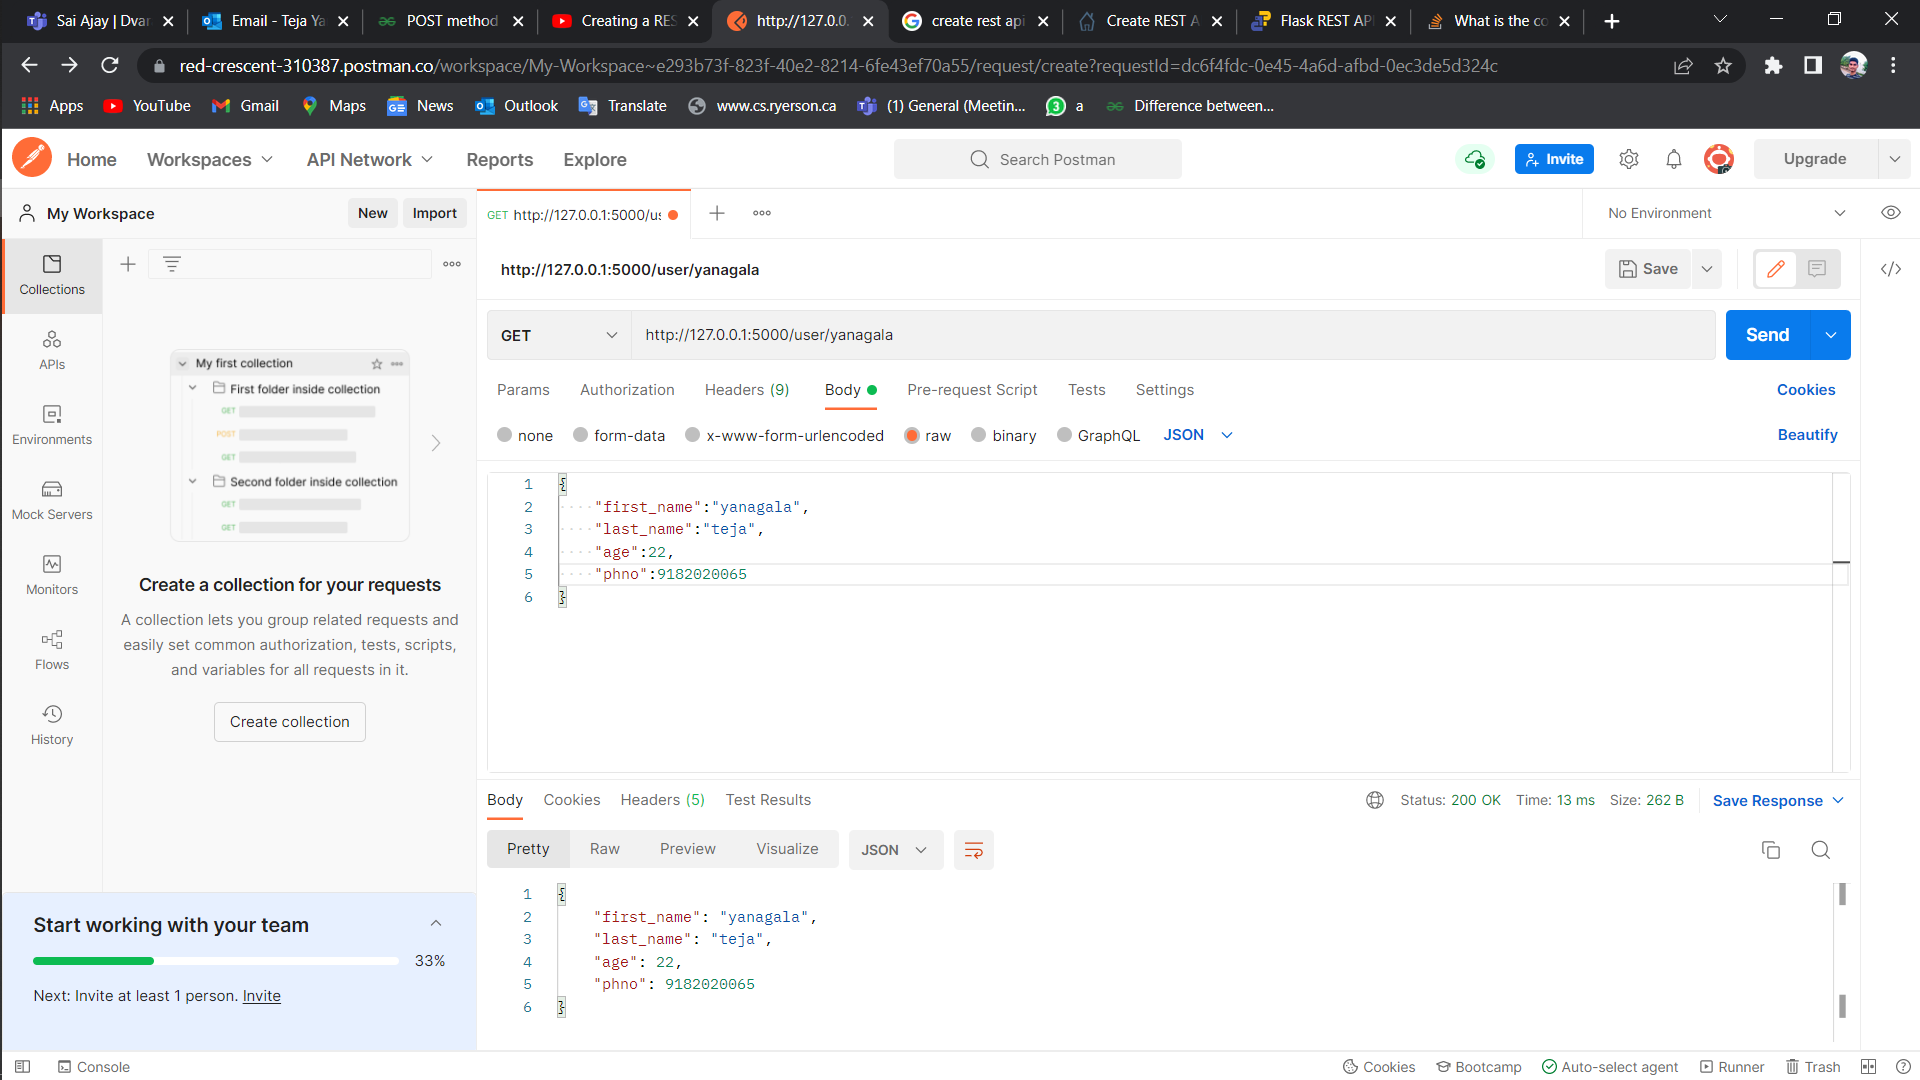 Sai Ajay | Dvar
Email - Teja Ya
POST method
Creating a RES
http://127.0.0.
create rest api
Create REST A
Flask REST API
What is the co
red-crescent-310387.postman.co/workspace/My-Workspace~e293b73f-823f-40e2-8214-6fe43ef70a55/request/create?requestId=dc6f4fdc-0e45-4a6d-afbd-0ec3de5d324c
Apps YouTube Gmail Maps News Outlook Translate www.cs.ryerson.ca (1) General (Meetin... 3 a Difference between...
Home Workspaces API Network Reports Explore Search Postman Invite Upgrade
My Workspace New Import
GET http://127.0.0.1:5000/us
No Environment
Collections
APIs
Environments
Mock Servers
Monitors
Flows
History
My first collection
First folder inside collection
GET
POST
GET
Second folder inside collection
GET
GET
Create a collection for your requests
A collection lets you group related requests and
easily set common authorization, tests, scripts,
and variables for all requests in it.
Create collection
Start working with your team
33%
Next: Invite at least 1 person. Invite
http://127.0.0.1:5000/user/yanagala
Save
GET http://127.0.0.1:5000/user/yanagala Send
Params Authorization Headers (9) Body Pre-request Script Tests Settings Cookies
none form-data x-www-form-urlencoded raw binary GraphQL JSON Beautify
1 {
2 "first_name":"yanagala",
3 "last_name":"teja",
4 "age":22,
5 "phno":9182020065
6 }
Body Cookies Headers (5) Test Results Status: 200 OK Time: 13 ms Size: 262 B Save Response
Pretty Raw Preview Visualize JSON
1 {
2 "first_name": "yanagala",
3 "last_name": "teja",
4 "age": 22,
5 "phno": 9182020065
6 }
Console Cookies Bootcamp Auto-select agent Runner Trash